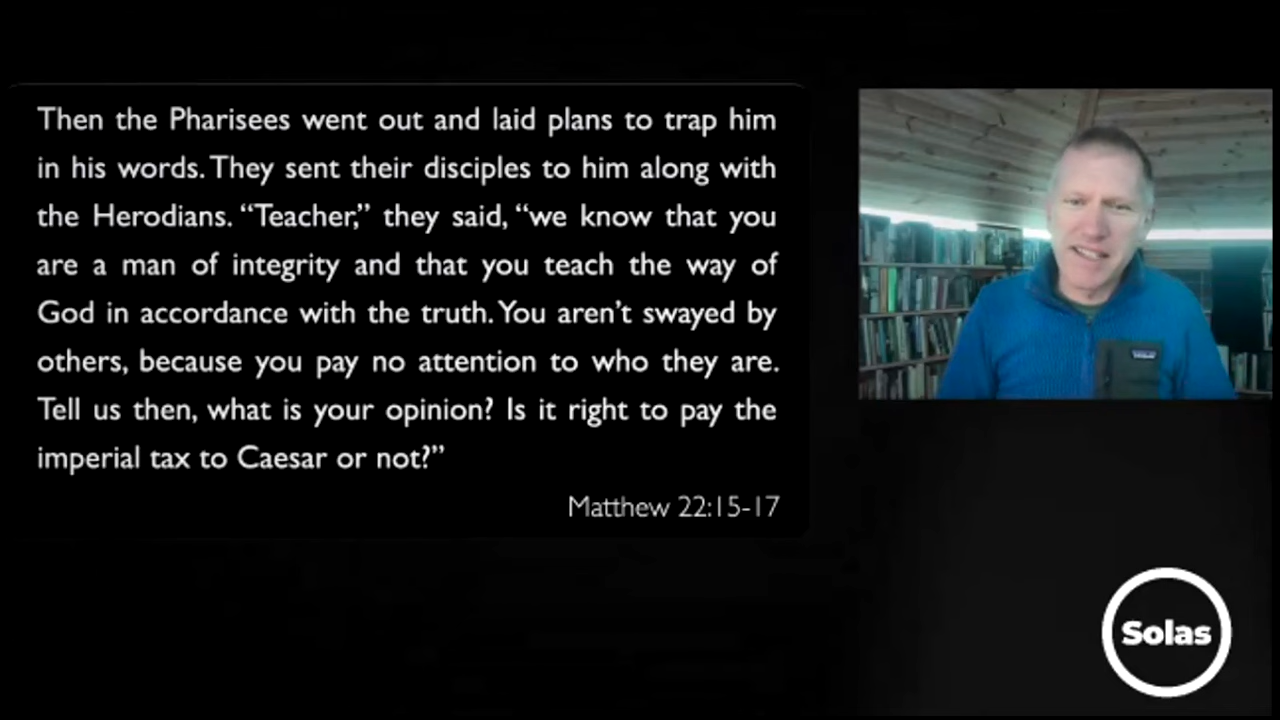 Then the Pharisees went out and laid plans to trap him
in his words. They sent their disciples to him along with
the Herodians. “Teacher,” they said, “we know that you
are a man of integrity and that you teach the way of
God in accordance with the truth. You aren’t swayed by
others, because you pay no attention to who they are.
Tell us then, what is your opinion? Is it right to pay the
imperial tax to Caesar or not?”
Matthew 22:15-17
Solas